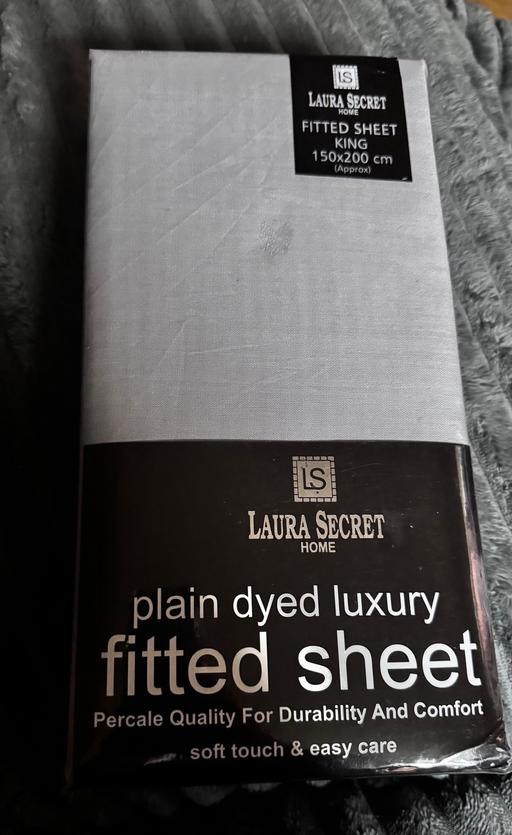 LS
LAURA SECRET
HOME
FITTED SHEET
KING
150x200 cm
(Approx)
LS
LAURA SECRET
HOME
plain dyed luxury
fitted sheet
Percale Quality For Durability And Comfort
soft touch & easy care